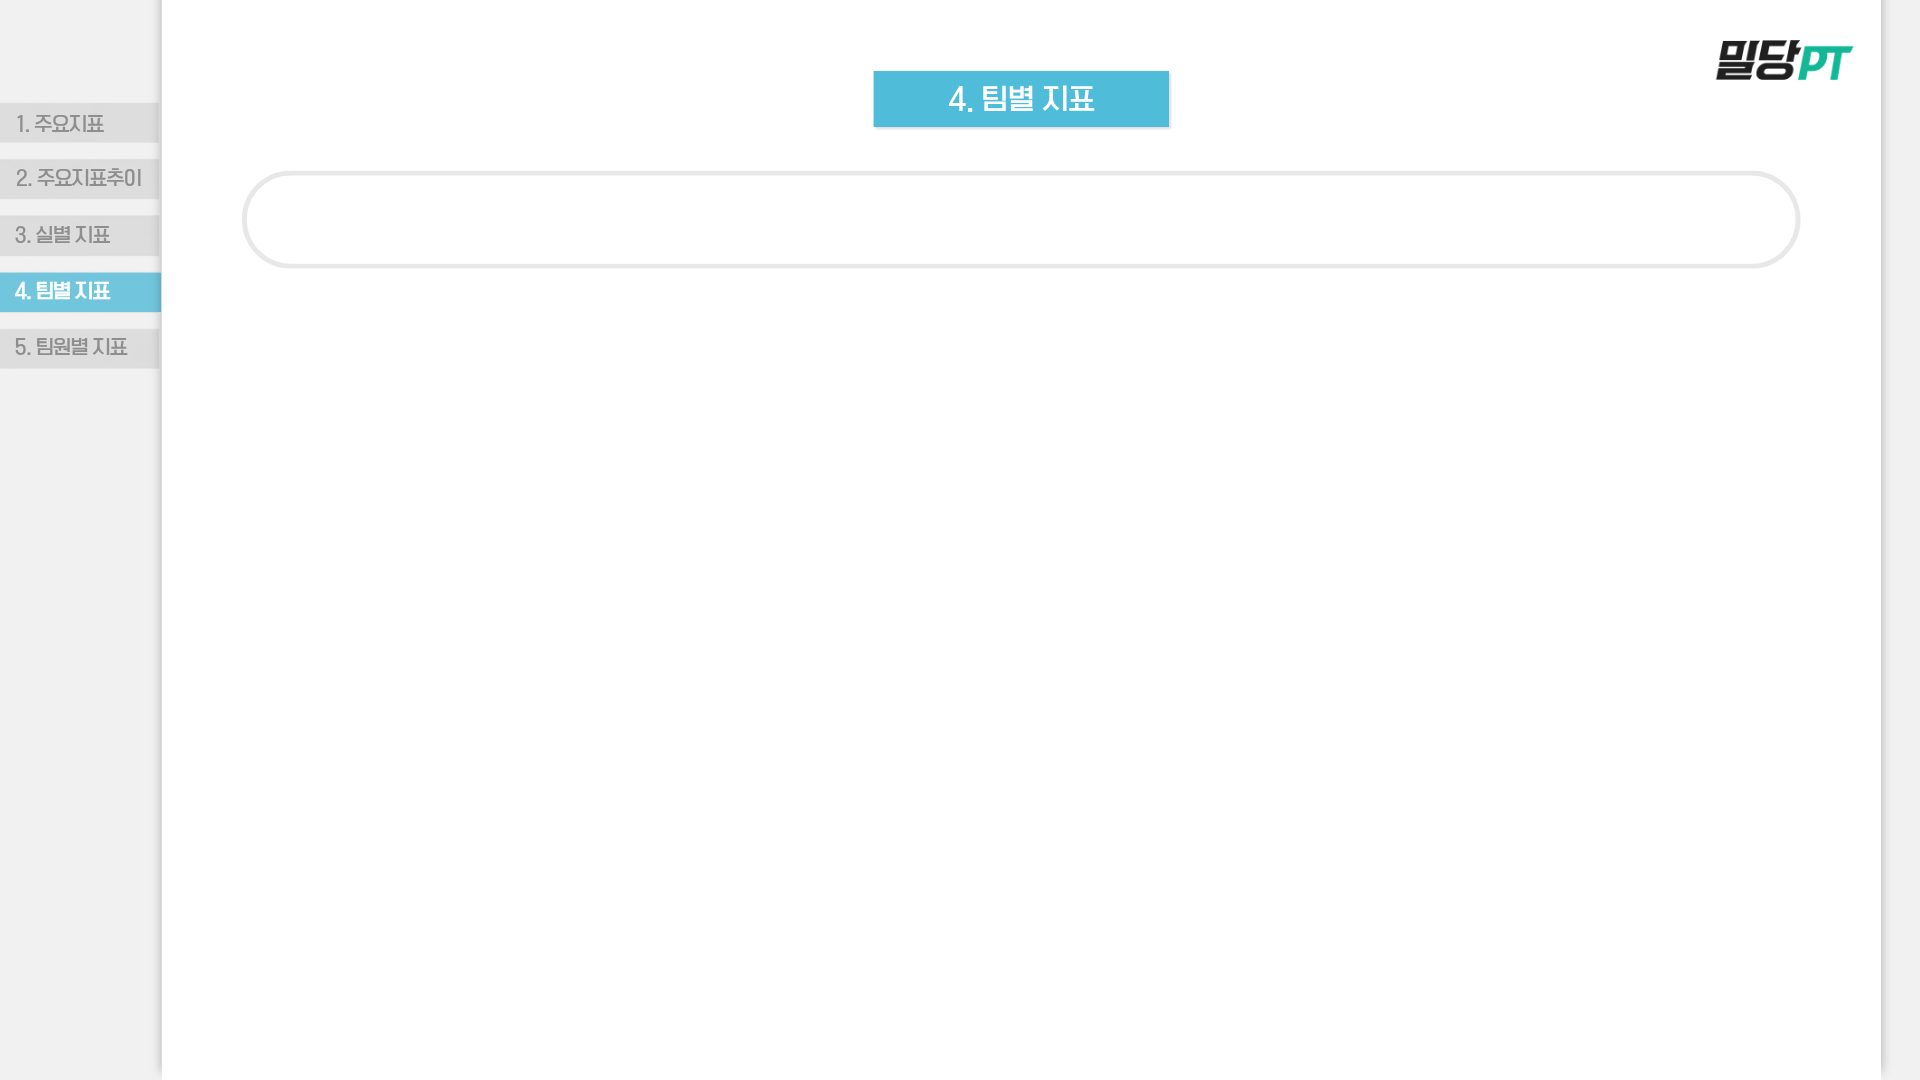 1. 주요지표
2. 주요지표추이
3. 실별 지표
4. 팀별 지표
5. 팀원별 지표
4. 팀별 지표
밀당PT